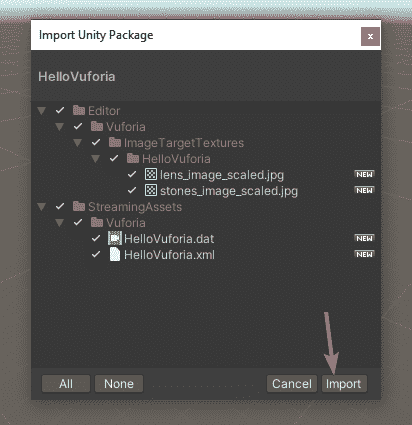 Import Unity Package x
HelloVuforia
Editor
Vuforia
ImageTargetTextures
HelloVuforia
lens_image_scaled.jpg NEW
stones_image_scaled.jpg NEW
StreamingAssets
Vuforia
HelloVuforia.dat NEW
HelloVuforia.xml NEW
All None Cancel Import